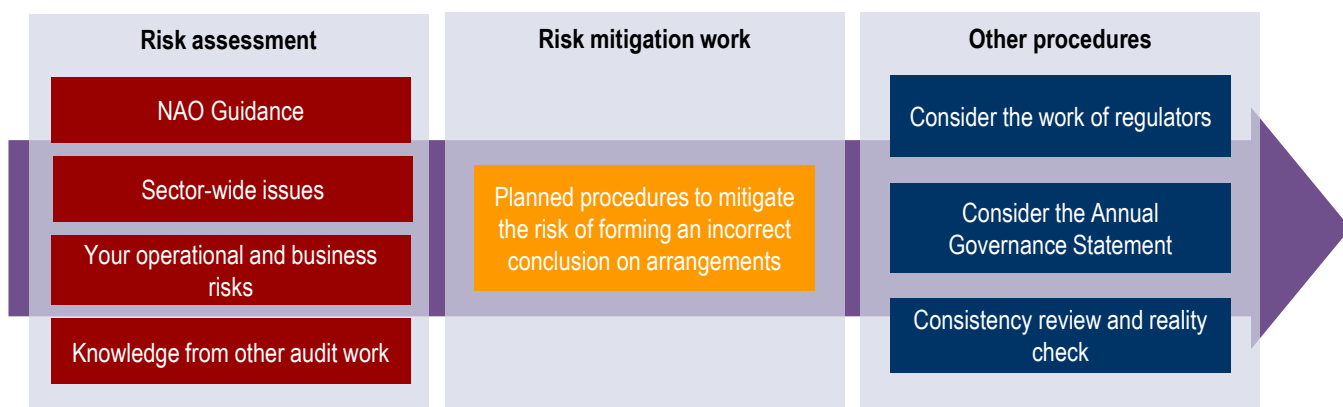 Risk assessment
NAO Guidance
Sector-wide issues
Your operational and business
risks
Knowledge from other audit work
Risk mitigation work
Planned procedures to mitigate
the risk of forming an incorrect
conclusion on arrangements
Other procedures
Consider the work of regulators
Consider the Annual
Governance Statement
Consistency review and reality
check